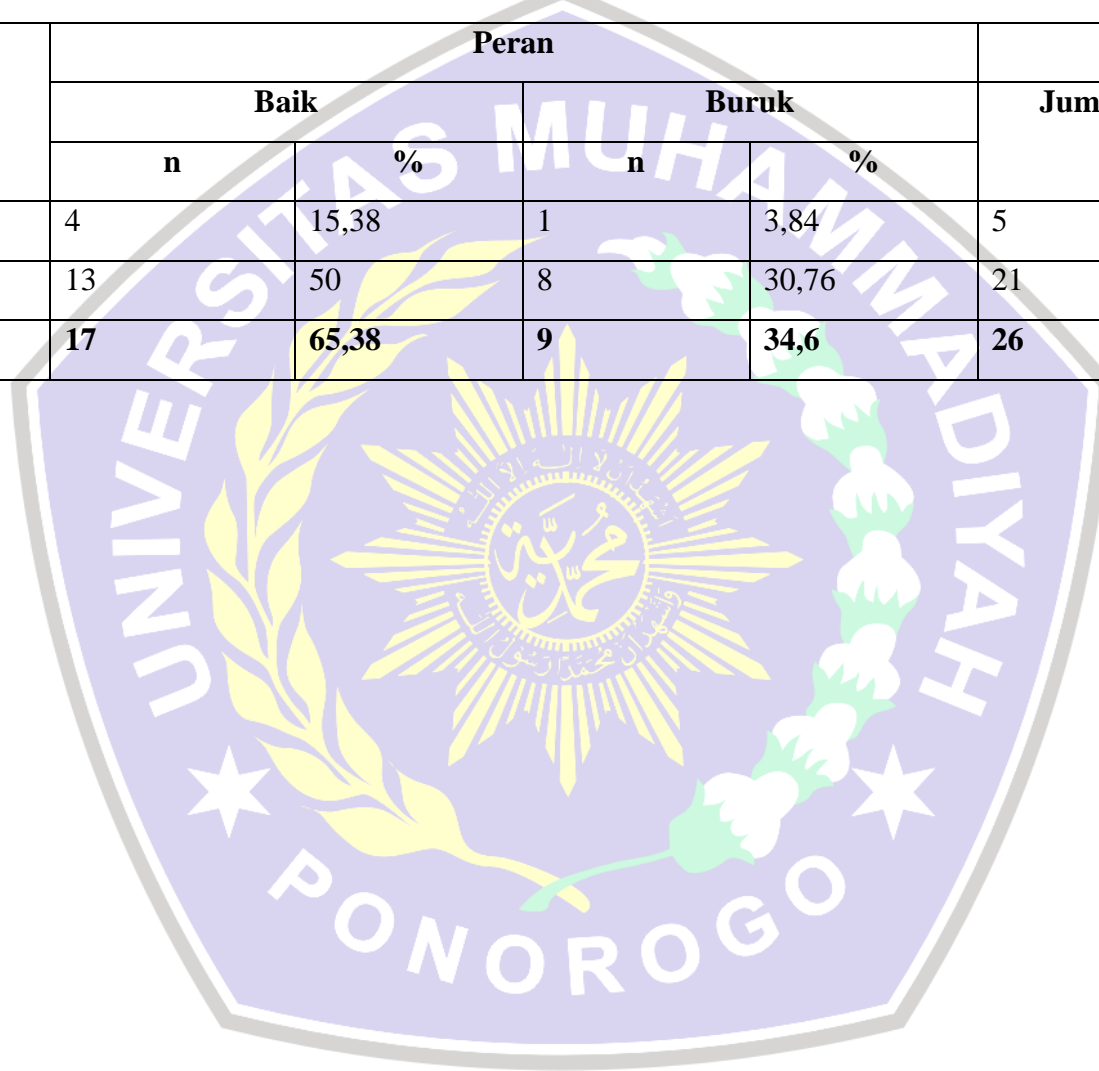 Peran
Baik Buruk Jum
n % n %
4 15,38 1 3,84 5
13 50 8 30,76 21
17 65,38 9 34,6 26
UNIVERSITAS MUHAMMADIYAH
PONOROGO
محمدية